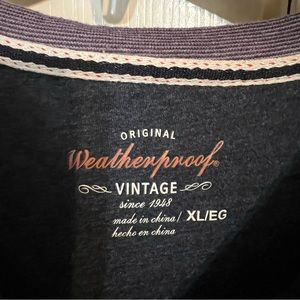 ORIGINAL
Weatherproof®
VINTAGE
since 1948
made in china/ XL/EG
hecho en china